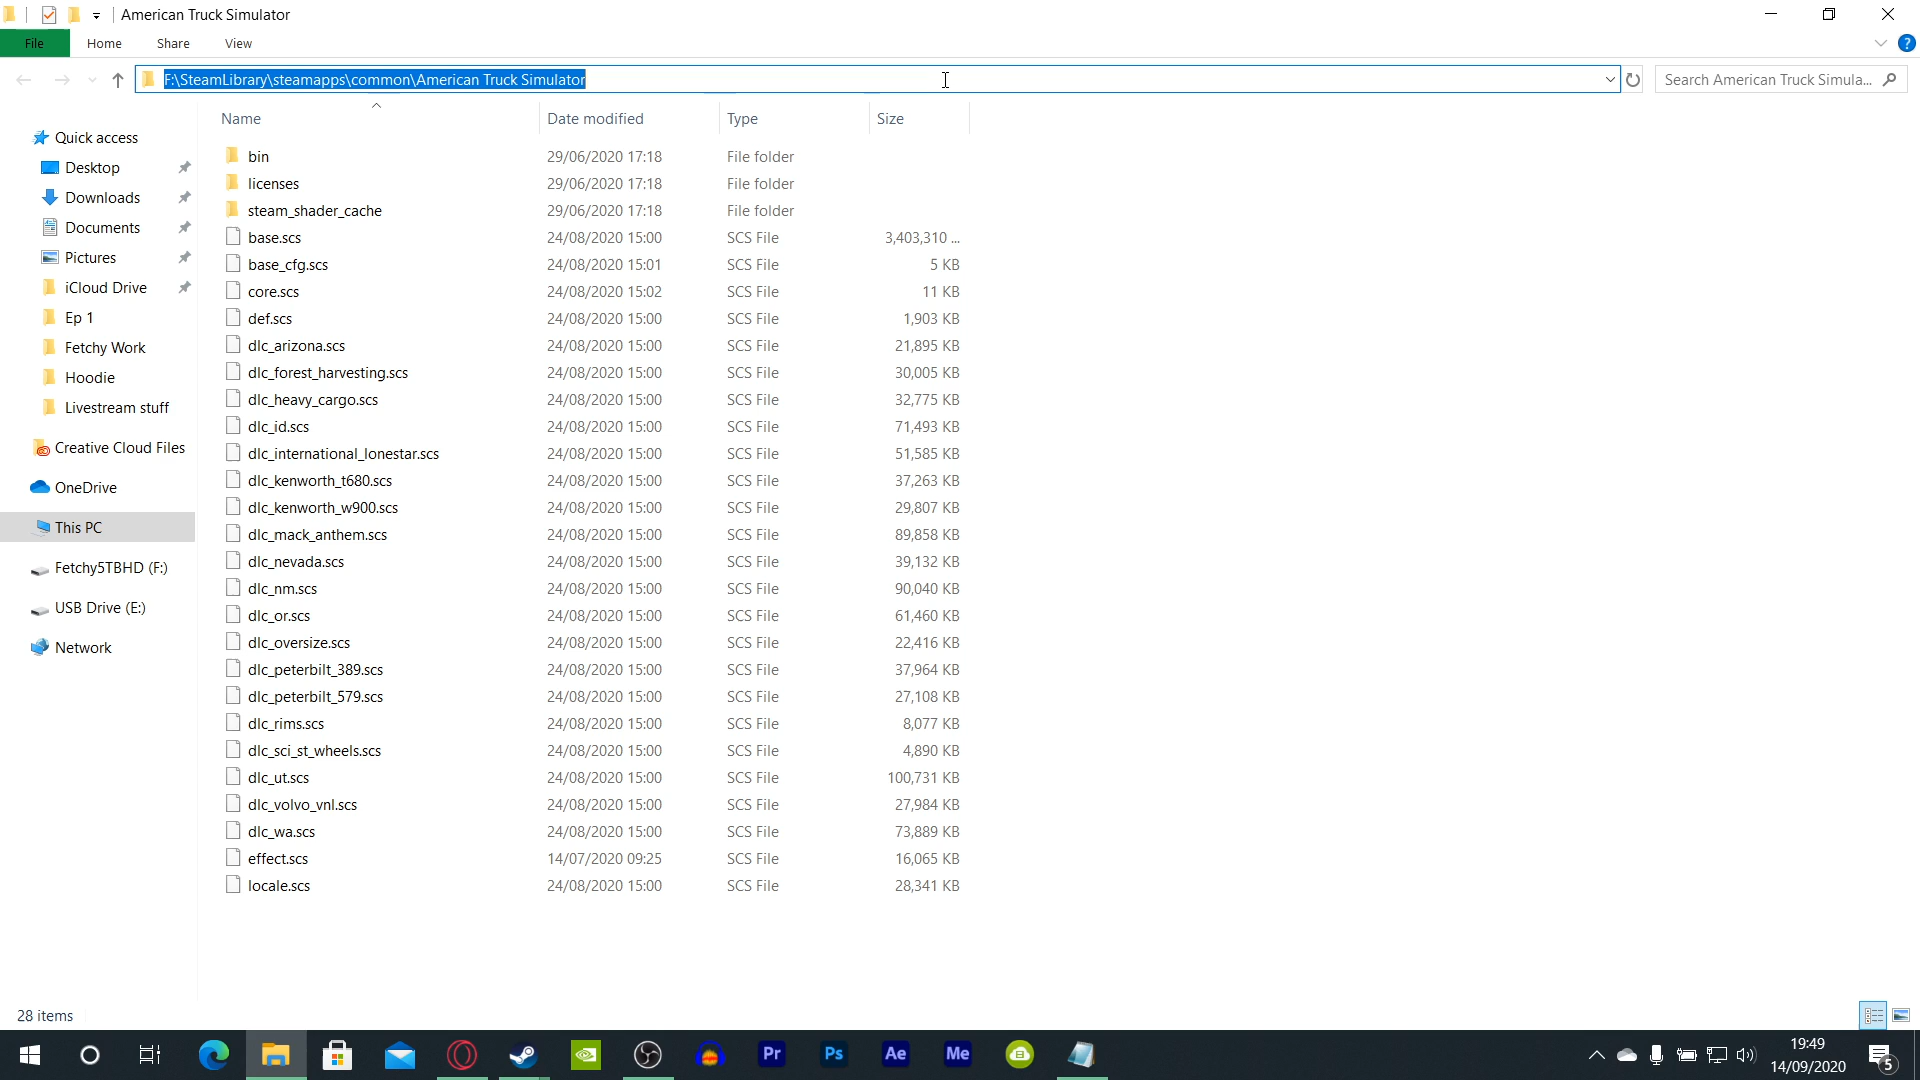 American Truck Simulator
File Home Share View
F:\SteamLibrary\steamapps\common\American Truck Simulator
Search American Truck Simula...
Name Date modified Type Size
Quick access
Desktop
Downloads
Documents
Pictures
iCloud Drive
Ep 1
Fetchy Work
Hoodie
Livestream stuff
Creative Cloud Files
OneDrive
This PC
Fetchy5TBHD (F:)
USB Drive (E:)
Network
bin 29/06/2020 17:18 File folder
licenses 29/06/2020 17:18 File folder
steam_shader_cache 29/06/2020 17:18 File folder
base.scs 24/08/2020 15:00 SCS File 3,403,310 ...
base_cfg.scs 24/08/2020 15:01 SCS File 5 KB
core.scs 24/08/2020 15:02 SCS File 11 KB
def.scs 24/08/2020 15:00 SCS File 1,903 KB
dlc_arizona.scs 24/08/2020 15:00 SCS File 21,895 KB
dlc_forest_harvesting.scs 24/08/2020 15:00 SCS File 30,005 KB
dlc_heavy_cargo.scs 24/08/2020 15:00 SCS File 32,775 KB
dlc_id.scs 24/08/2020 15:00 SCS File 71,493 KB
dlc_international_lonestar.scs 24/08/2020 15:00 SCS File 51,585 KB
dlc_kenworth_t680.scs 24/08/2020 15:00 SCS File 37,263 KB
dlc_kenworth_w900.scs 24/08/2020 15:00 SCS File 29,807 KB
dlc_mack_anthem.scs 24/08/2020 15:00 SCS File 89,858 KB
dlc_nevada.scs 24/08/2020 15:00 SCS File 39,132 KB
dlc_nm.scs 24/08/2020 15:00 SCS File 90,040 KB
dlc_or.scs 24/08/2020 15:00 SCS File 61,460 KB
dlc_oversize.scs 24/08/2020 15:00 SCS File 22,416 KB
dlc_peterbilt_389.scs 24/08/2020 15:00 SCS File 37,964 KB
dlc_peterbilt_579.scs 24/08/2020 15:00 SCS File 27,108 KB
dlc_rims.scs 24/08/2020 15:00 SCS File 8,077 KB
dlc_sci_st_wheels.scs 24/08/2020 15:00 SCS File 4,890 KB
dlc_ut.scs 24/08/2020 15:00 SCS File 100,731 KB
dlc_volvo_vnl.scs 24/08/2020 15:00 SCS File 27,984 KB
dlc_wa.scs 24/08/2020 15:00 SCS File 73,889 KB
effect.scs 14/07/2020 09:25 SCS File 16,065 KB
locale.scs 24/08/2020 15:00 SCS File 28,341 KB
28 items
Pr Ps Ae Me
19:49
14/09/2020
5